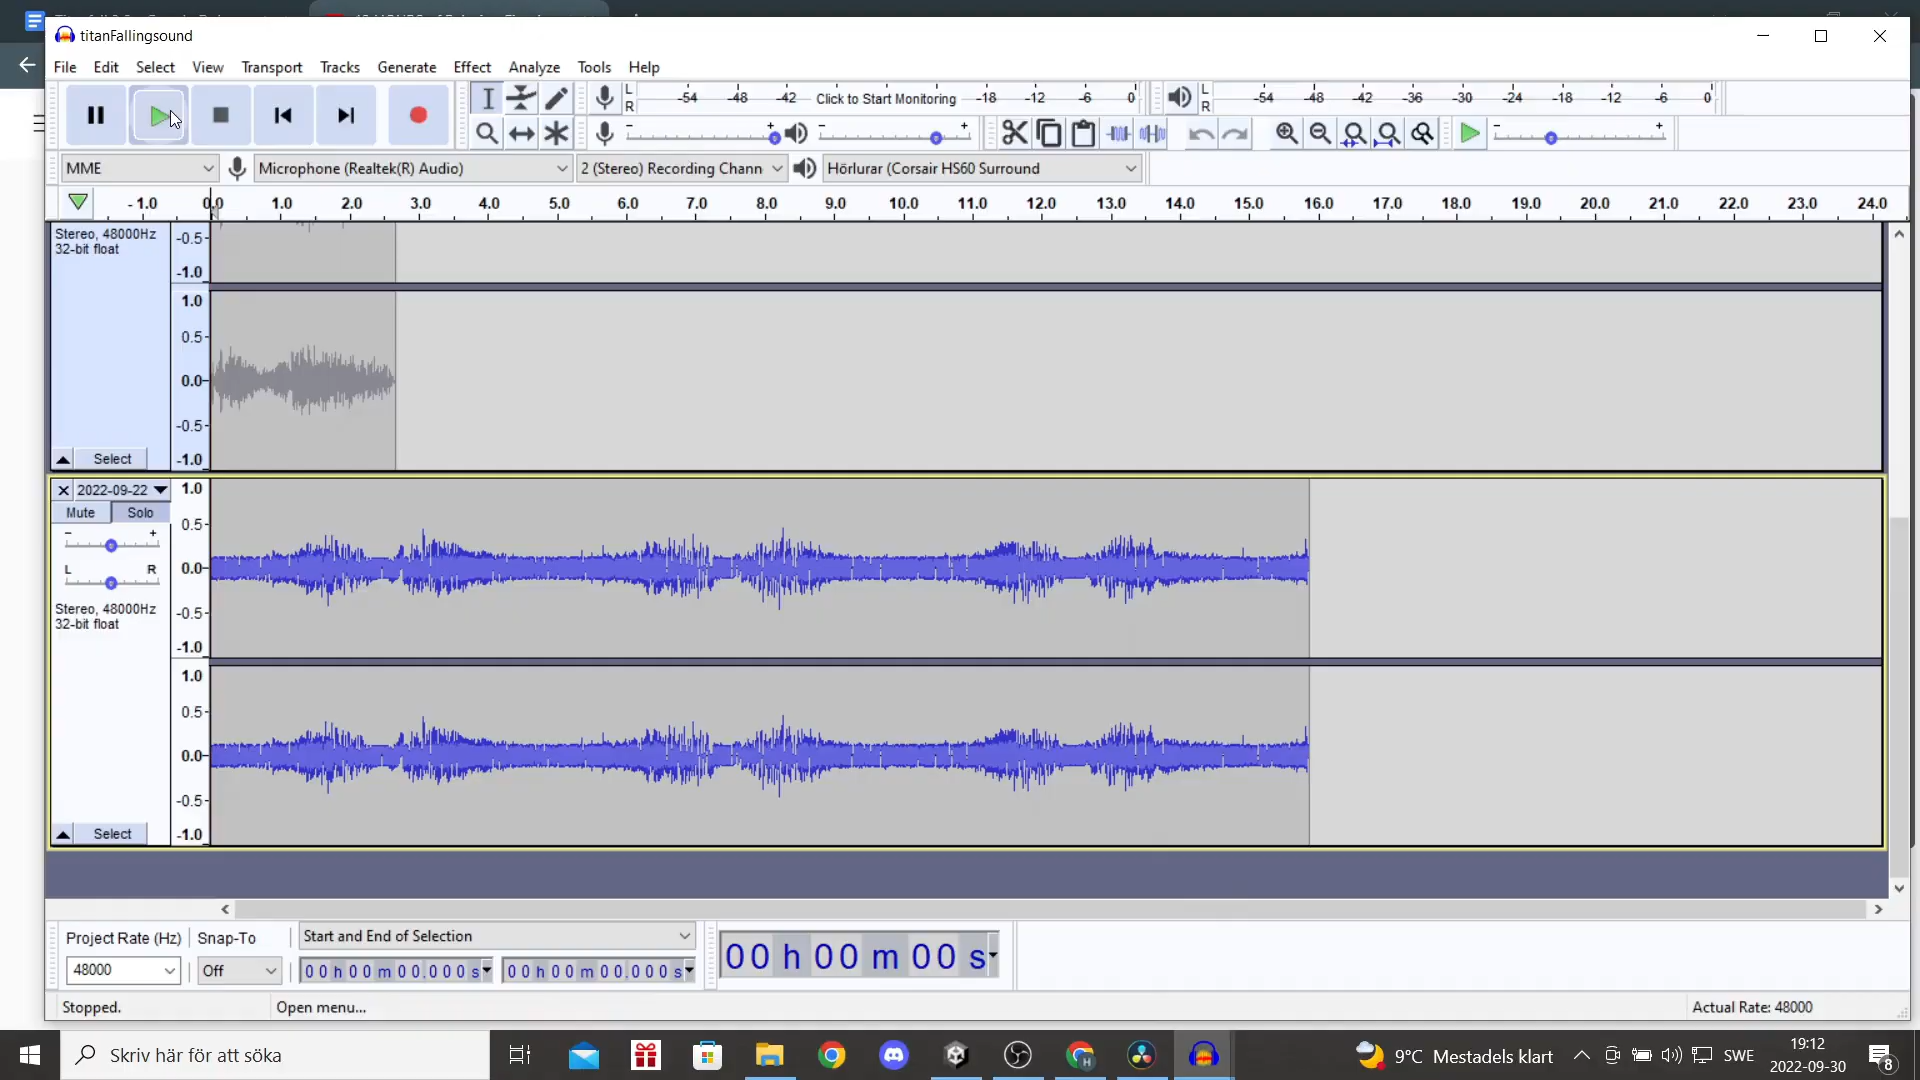 titanFallingsound
File Edit Select View Transport Tracks Generate Effect Analyze Tools Help
L R -54 -48 -42 Click to Start Monitoring -18 -12 -6 0 L R -54 -48 -42 -36 -30 -24 -18 -12 -6 0
MME Microphone (Realtek(R) Audio) 2 (Stereo) Recording Chann Hörlurar (Corsair HS60 Surround
- 1.0 0.0 1.0 2.0 3.0 4.0 5.0 6.0 7.0 8.0 9.0 10.0 11.0 12.0 13.0 14.0 15.0 16.0 17.0 18.0 19.0 20.0 21.0 22.0 23.0 24.0
Stereo, 48000Hz
32-bit float
-0.5
-1.0
1.0
0.5
0.0
-0.5
-1.0
Select
2022-09-22
Mute Solo
- +
L R
Stereo, 48000Hz
32-bit float
1.0
0.5
0.0
-0.5
-1.0
1.0
0.5
0.0
-0.5
-1.0
Select
Project Rate (Hz) Snap-To Start and End of Selection
48000 Off 00 h 00 m 00.000 s 00 h 00 m 00.000 s 00 h 00 m 00 s
Stopped. Open menu... Actual Rate: 48000
Skriv här för att söka 9°C Mestadels klart SWE 19:12
2022-09-30 8